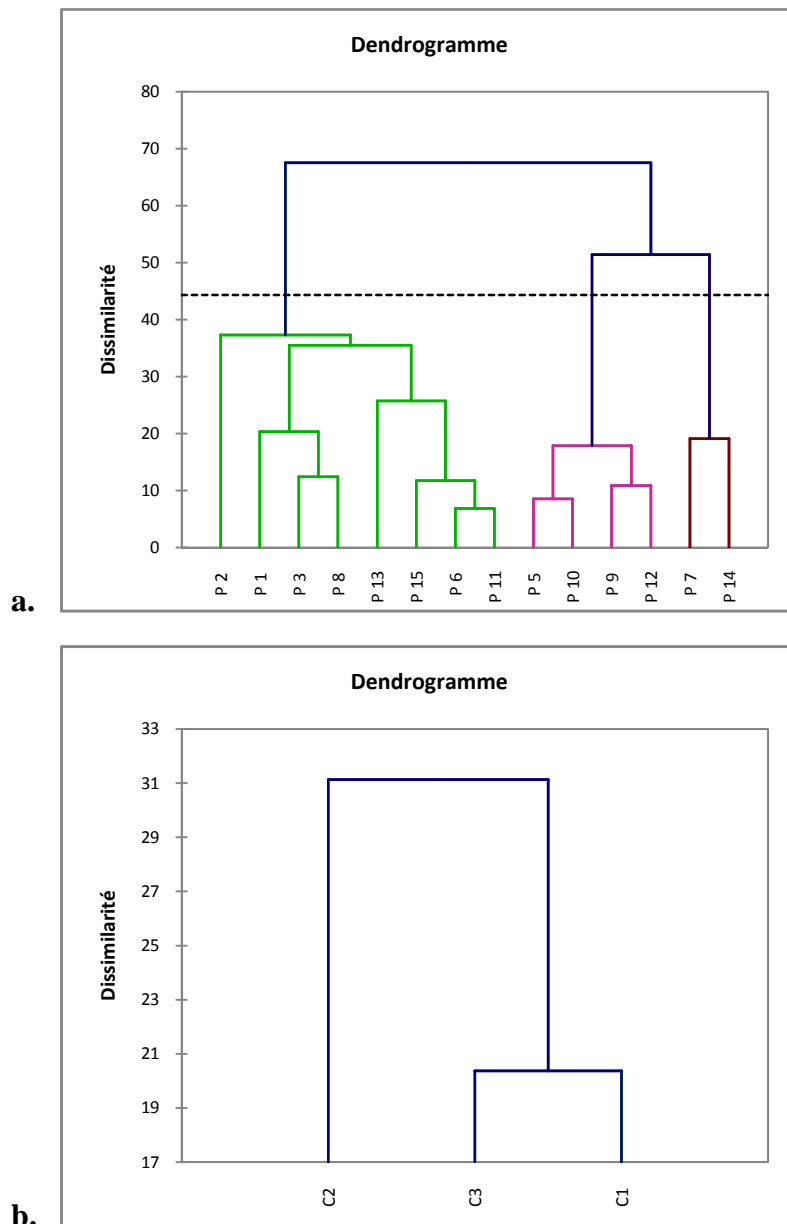 Dendrogramme
80
70
60
50
40
30
20
10
0
Dissimilarité
P 2
P 1
P 3
P 8
P 13
P 15
P 6
P 11
P 5
P 10
P 9
P 12
P 7
P 14
a.
Dendrogramme
33
31
29
27
25
23
21
19
17
Dissimilarité
C2
C3
C1
b.